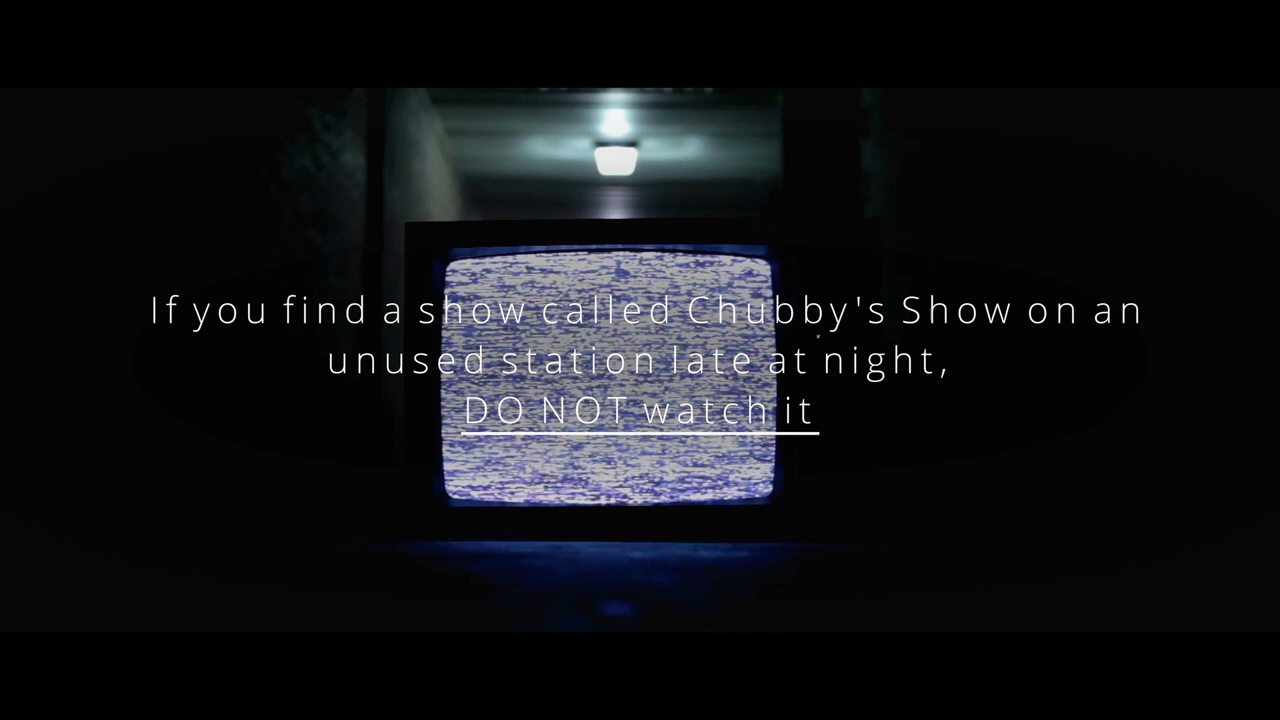 If you find a show called Chubby's Show on an
unused station late at night,
DO NOT watch it